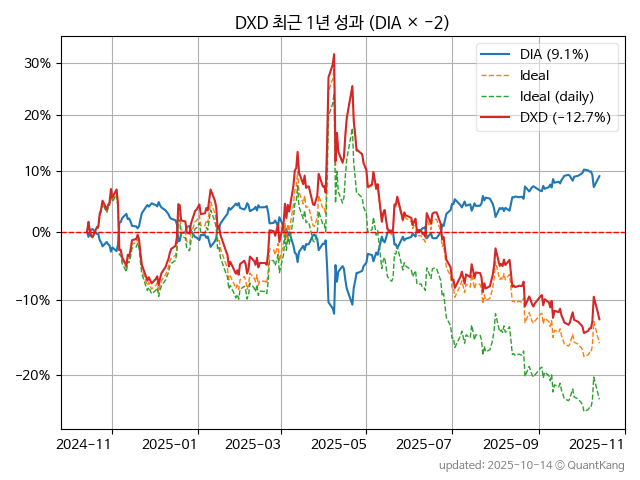 DXD 최근 1년 성과 (DIA × −2)
DIA (9.1%)
Ideal
Ideal (daily)
DXD (−12.7%)
30%
20%
10%
0%
−10%
−20%
2024-11
2025-01
2025-03
2025-05
2025-07
2025-09
2025-11
updated: 2025-10-14 © QuantKang